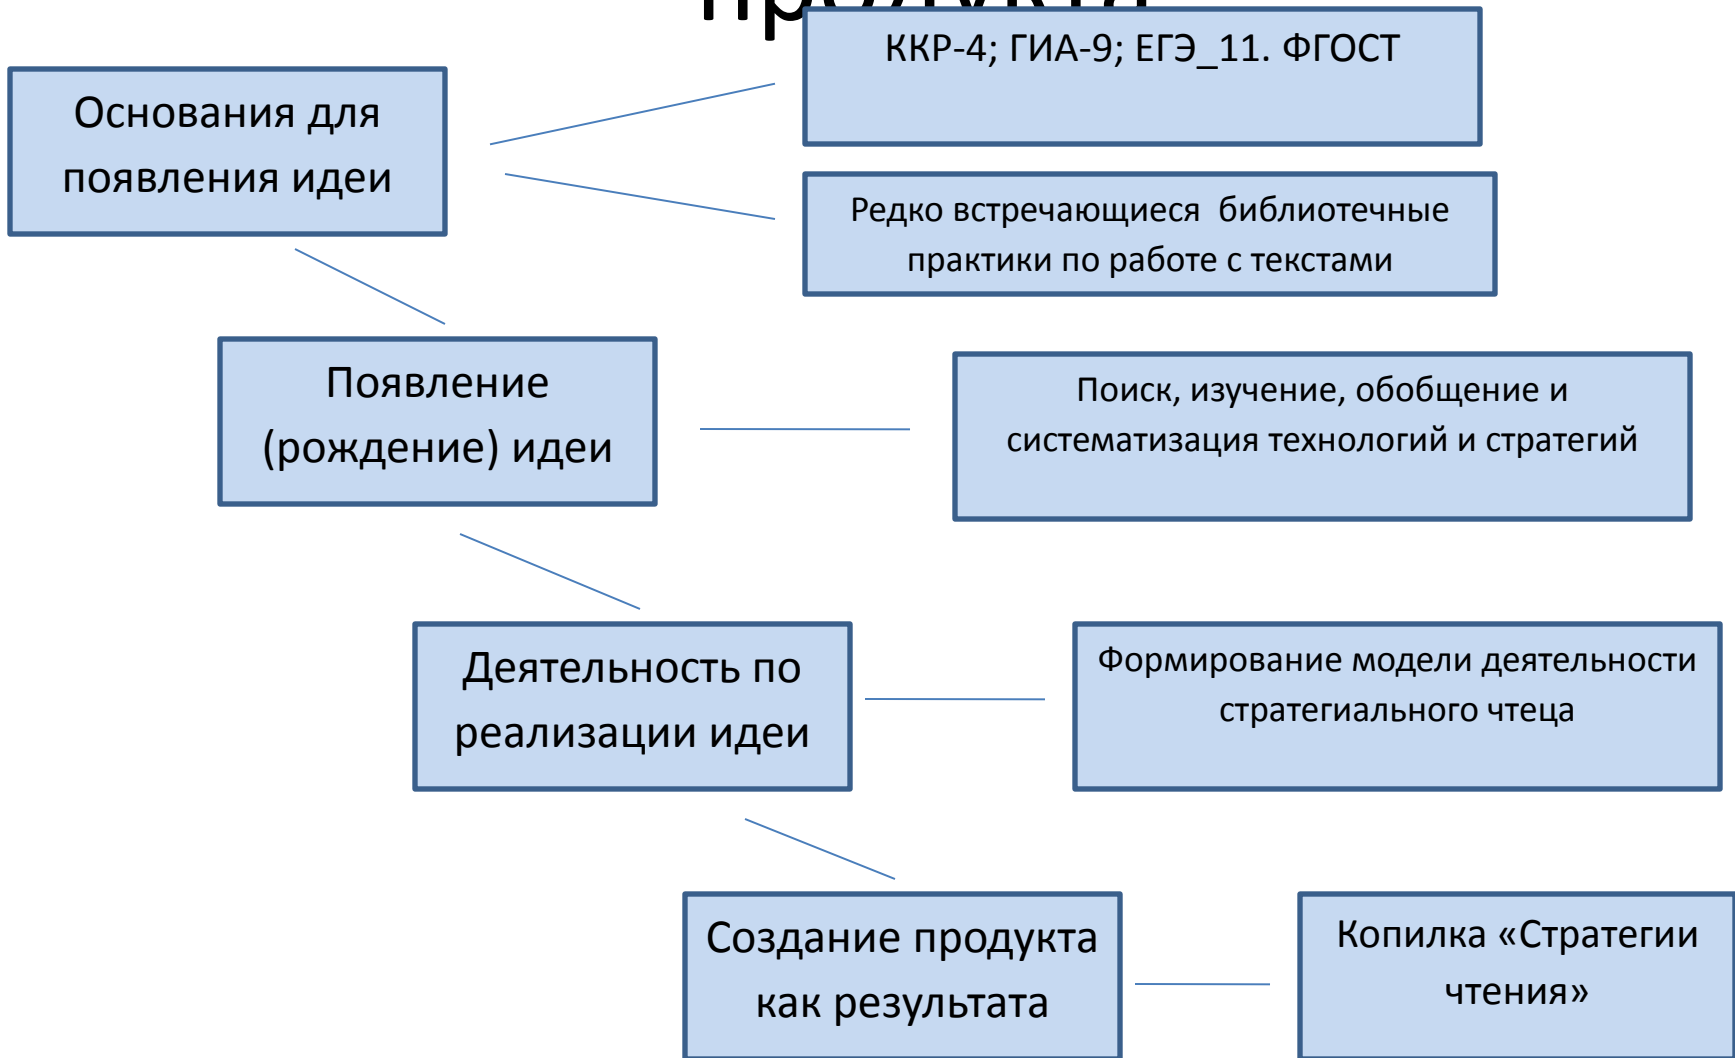 продукта
ККР-4; ГИА-9; ЕГЭ_11. ФГОСТ
Основания для
появления идеи
Редко встречающиеся  библиотечные
практики по работе с текстами
Появление
(рождение) идеи
Поиск, изучение, обобщение и
систематизация технологий и стратегий
Деятельность по
реализации идеи
Формирование модели деятельности
стратегиального чтеца
Создание продукта
как результата
Копилка «Стратегии
чтения»